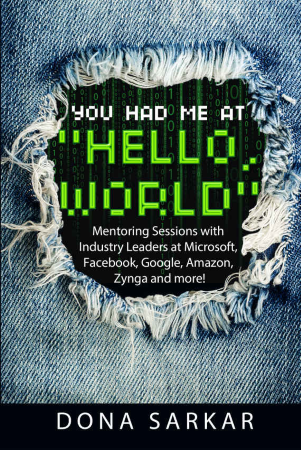 YOU HAD ME AT
"HELLO,
WORLD"
Mentoring Sessions with
Industry Leaders at Microsoft,
Facebook, Google, Amazon,
Zynga and more!
DONA SARKAR